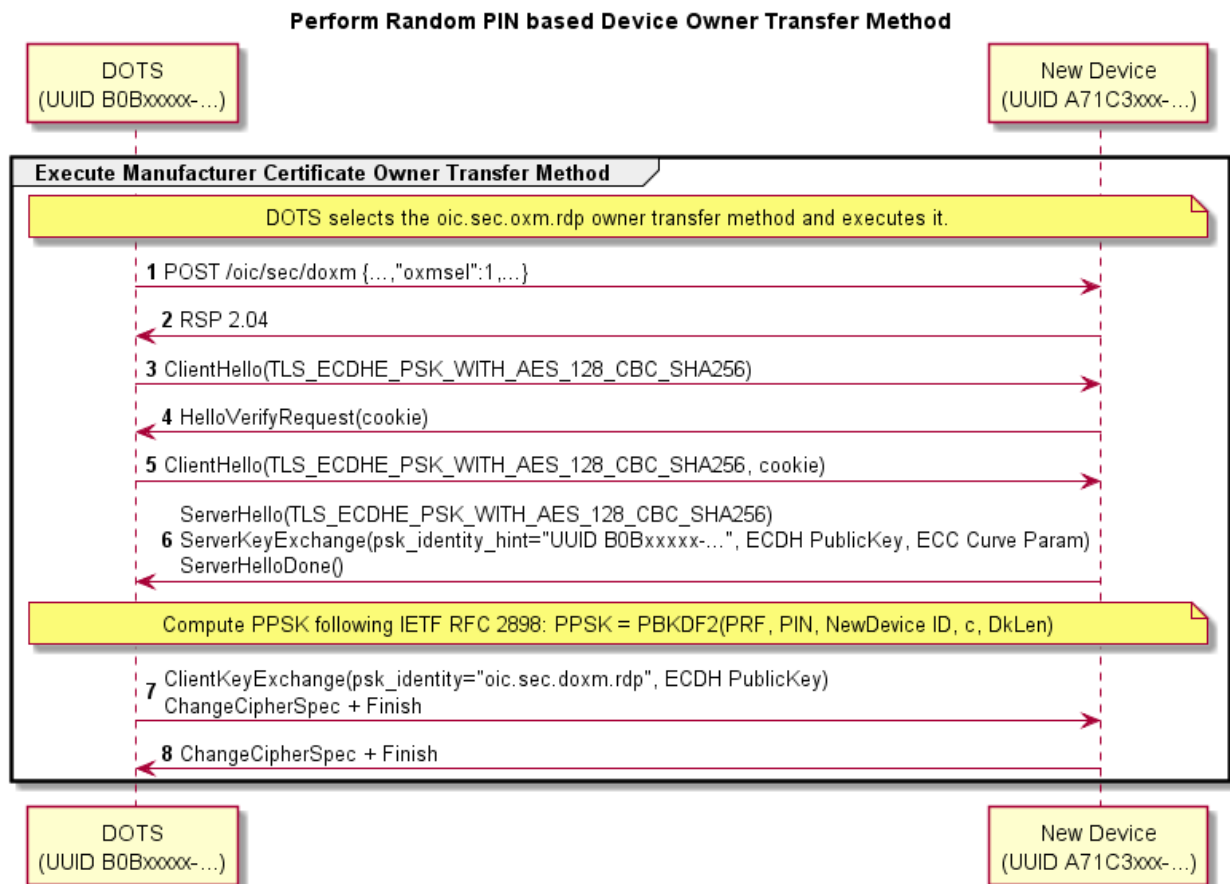 Perform Random PIN based Device Owner Transfer Method
DOTS
(UUID B0Bxxxxx-...)
New Device
(UUID A71C3xxx-...)
Execute Manufacturer Certificate Owner Transfer Method
DOTS selects the oic.sec.oxm.rdp owner transfer method and executes it.
1 POST /oic/sec/doxm {...,"oxmsel":1,...}
2 RSP 2.04
3 ClientHello(TLS_ECDHE_PSK_WITH_AES_128_CBC_SHA256)
4 HelloVerifyRequest(cookie)
5 ClientHello(TLS_ECDHE_PSK_WITH_AES_128_CBC_SHA256, cookie)
ServerHello(TLS_ECDHE_PSK_WITH_AES_128_CBC_SHA256)
6 ServerKeyExchange(psk_identity_hint="UUID B0Bxxxxx-...", ECDH PublicKey, ECC Curve Param)
ServerHelloDone()
Compute PPSK following IETF RFC 2898: PPSK = PBKDF2(PRF, PIN, NewDevice ID, c, DkLen)
7 ClientKeyExchange(psk_identity="oic.sec.doxm.rdp", ECDH PublicKey)
ChangeCipherSpec + Finish
8 ChangeCipherSpec + Finish
DOTS
(UUID B0Bxxxxx-...)
New Device
(UUID A71C3xxx-...)